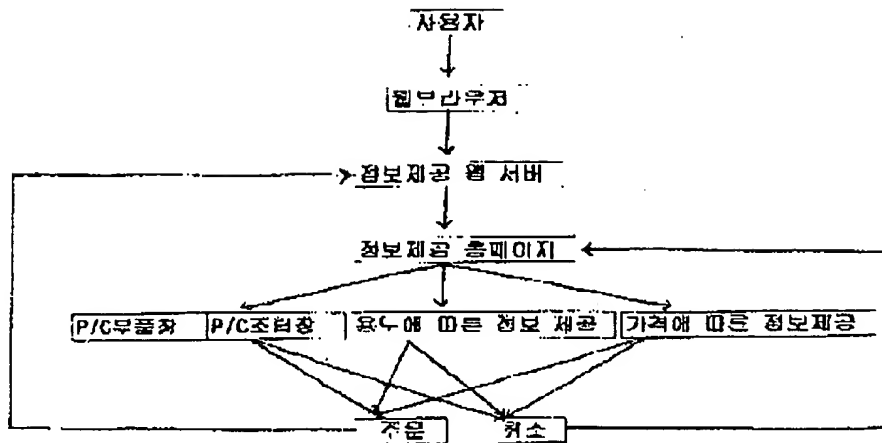 사용자
웹브라우저
정보제공 웹 서버
정보제공 홈페이지
P/C부품장 P/C조립장 용도에 따른 정보 제공 가격에 따른 정보제공
주문 취소